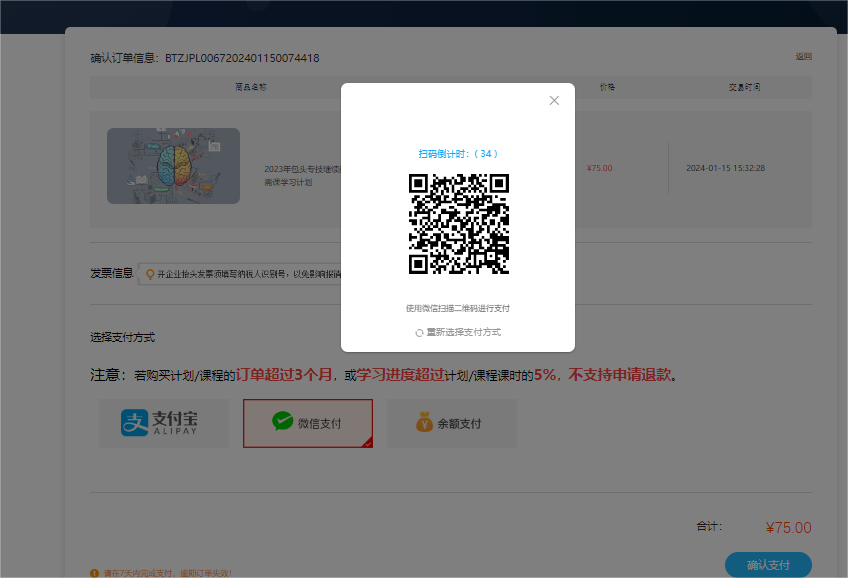 确认订单信息：BTZJPL0067202401150074418
返回
商品名称
价格
交易时间
2023年包头专技继续
需课学习计划
¥75.00
2024-01-15 15:32:28
扫码倒计时：( 34 )
使用微信扫描二维码进行支付
重新选择支付方式
发票信息
开企业抬头发票须填写纳税人识别号，以免影响报销
选择支付方式
注意：若购买计划/课程的订单超过3个月，或学习进度超过计划/课程课时的5%，不支持申请退款。
支付宝
ALIPAY
微信支付
余额支付
合计：
¥75.00
请在7天内完成支付，逾期订单失效！
确认支付